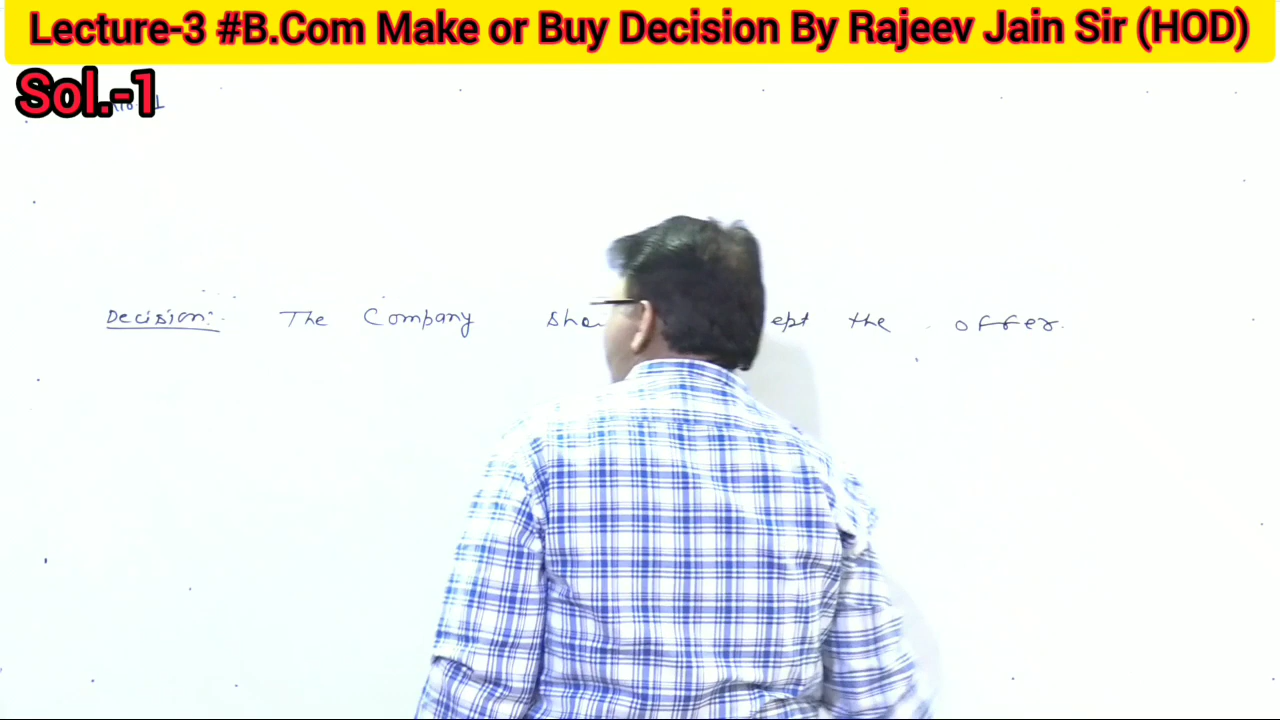 Lecture-3 #B.Com Make or Buy Decision By Rajeev Jain Sir (HOD)
Sol.-1
Decision:- The Company the offer.